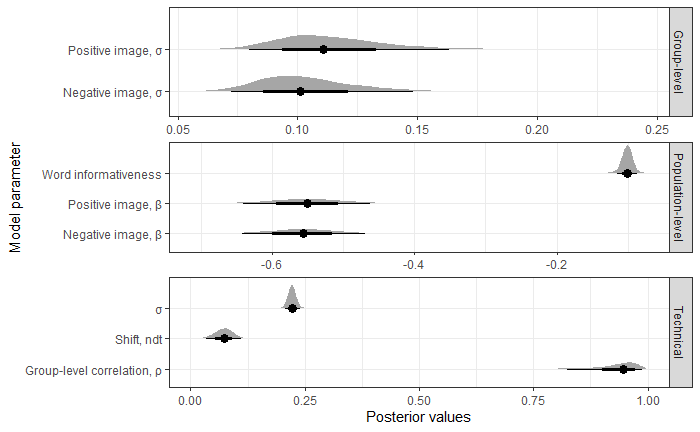 Positive image, σ
Negative image, σ
Group-level
0.05 0.10 0.15 0.20 0.25
Model parameter
Word informativeness
Positive image, β
Negative image, β
Population-level
-0.6 -0.4 -0.2
σ
Shift, ndt
Group-level correlation, ρ
Technical
0.00 0.25 0.50 0.75 1.00
Posterior values